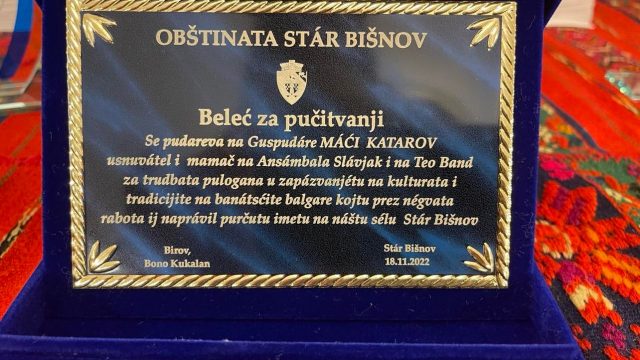 OBŠTINATA STÁR BIŠNOV
Beleć za pučitvanji
Se pudareva na Guspudáre MÁĆI KATAROV
usnuvátel i mamač na Ansámbala Slávjak i na Teo Band
za trudbata pulogana u zapázvanjétu na kulturata i
tradicijite na banátsćite balgare kojtu prez négvata
rabota ij naprávil purčutu imetu na náštu sélu Stár Bišnov
Birov,
Bono Kukalan
Stár Bišnov
18.11.2022